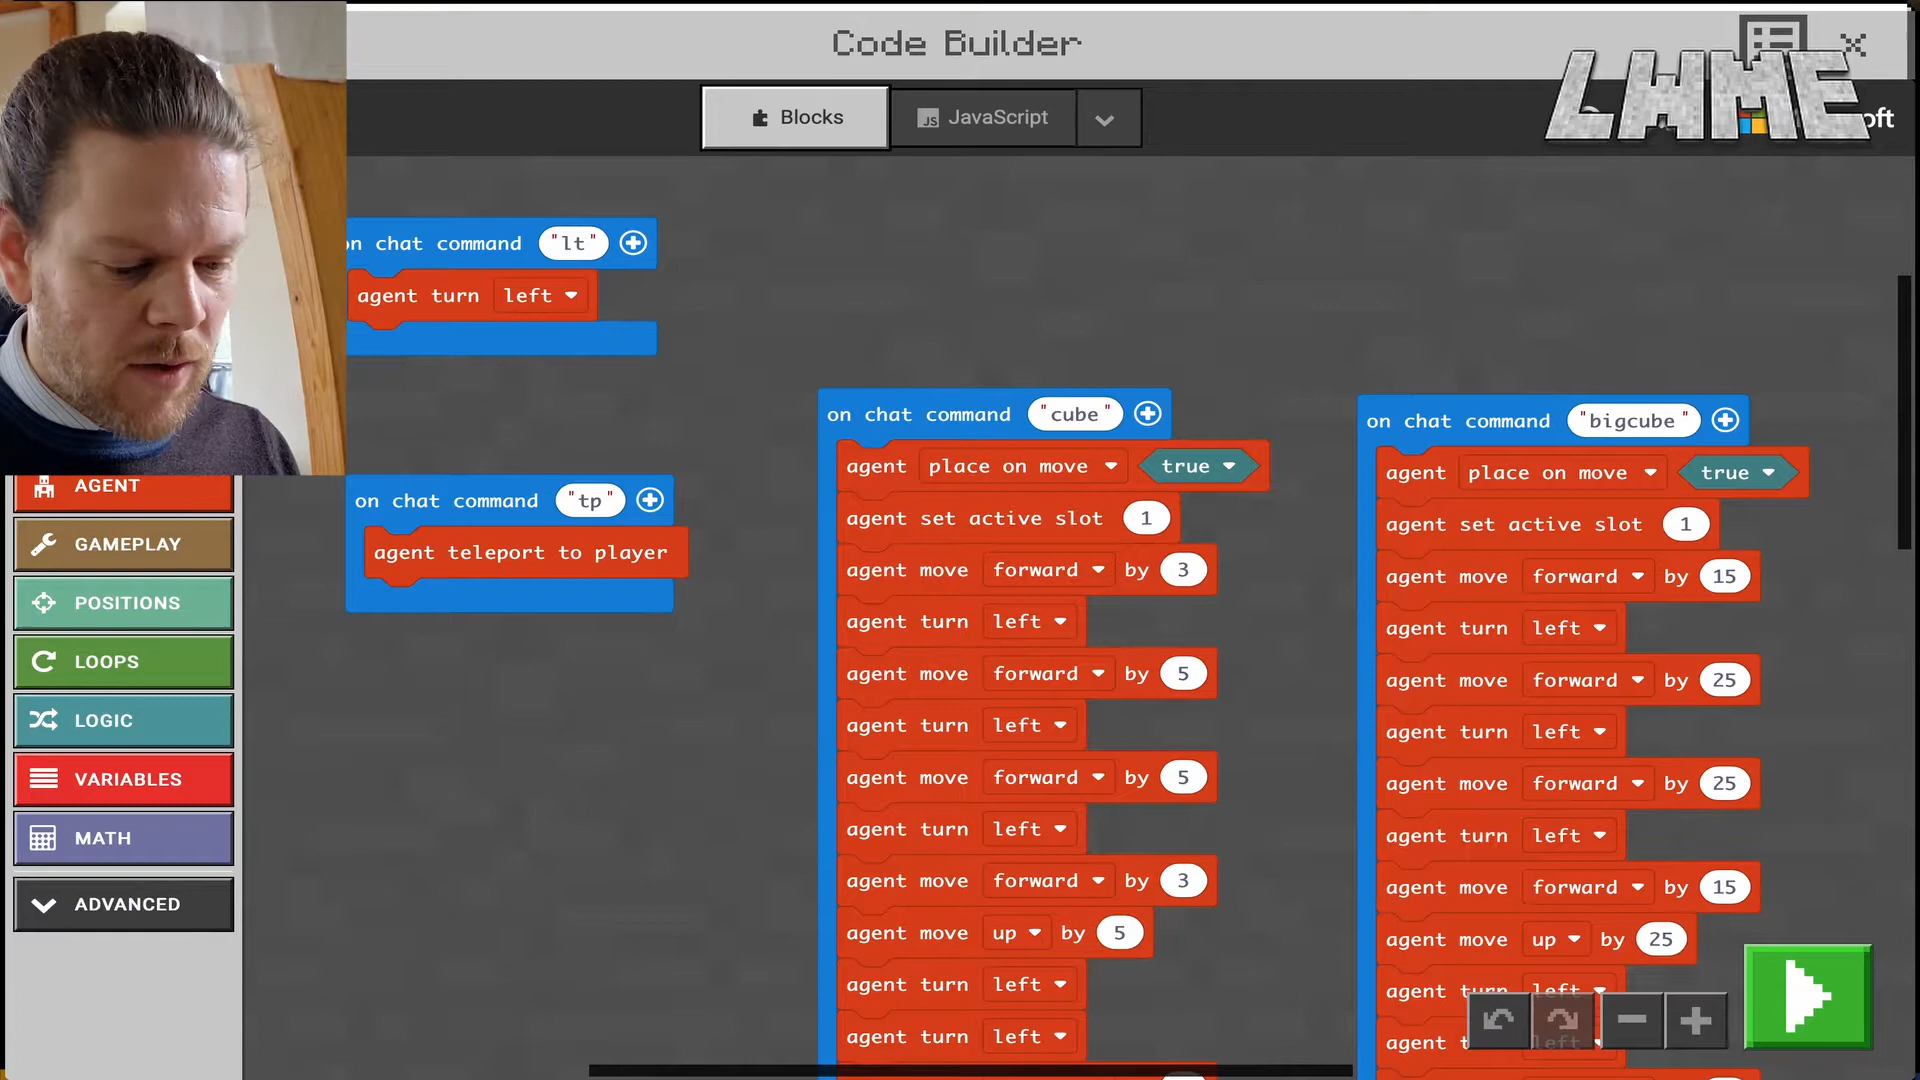 Code Builder
LWME
oft
Blocks
JS JavaScript
on chat command "lt"
agent turn left
on chat command "tp"
agent teleport to player
AGENT
GAMEPLAY
POSITIONS
LOOPS
LOGIC
VARIABLES
MATH
ADVANCED
on chat command "cube"
agent place on move true
agent set active slot 1
agent move forward by 3
agent turn left
agent move forward by 5
agent turn left
agent move forward by 5
agent turn left
agent move forward by 3
agent move up by 5
agent turn left
agent turn left
on chat command "bigcube"
agent place on move true
agent set active slot 1
agent move forward by 15
agent turn left
agent move forward by 25
agent turn left
agent move forward by 25
agent turn left
agent move forward by 15
agent move up by 25
agent turn left
agent left